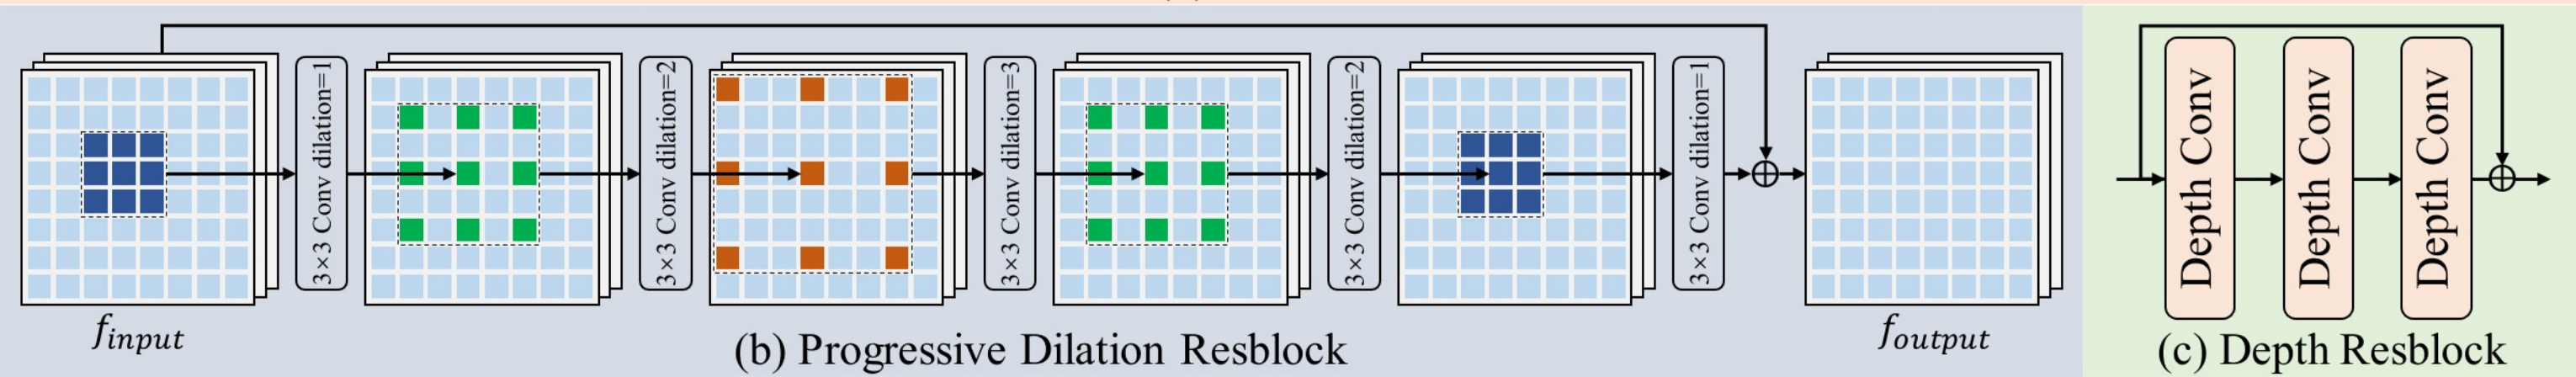 3×3 Conv dilation=1
3×3 Conv dilation=2
3×3 Conv dilation=3
3×3 Conv dilation=2
3×3 Conv dilation=1
f_input
f_output
(b) Progressive Dilation Resblock
Depth Conv
Depth Conv
Depth Conv
(c) Depth Resblock